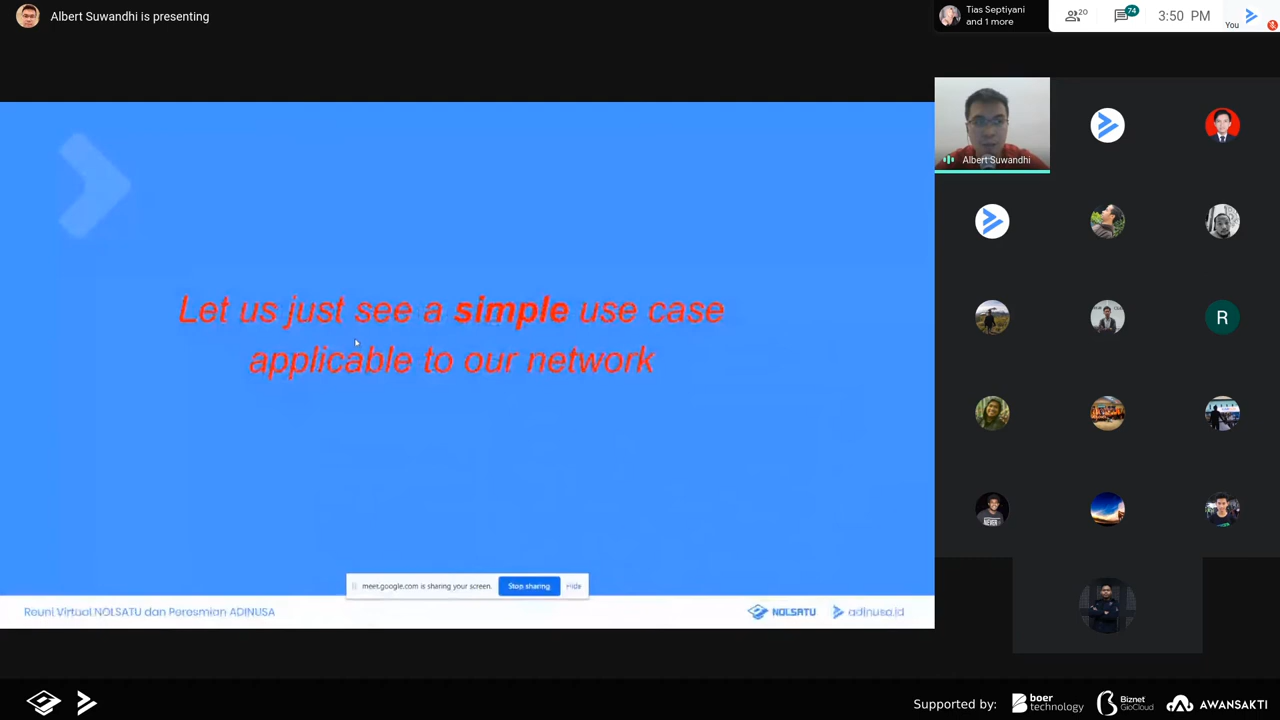 Albert Suwandhi is presenting
Tias Septiyani
and 1 more
20
74
3:50 PM
You
Albert Suwandhi
R
Let us just see a simple use case
applicable to our network
meet.google.com is sharing your screen.
Stop sharing
Hide
Reuni Virtual NOLSATU dan Peresmian ADINUSA
NOLSATU
adinusa.id
Supported by:
boer
technology
Biznet
GioCloud
AWANSAKTI